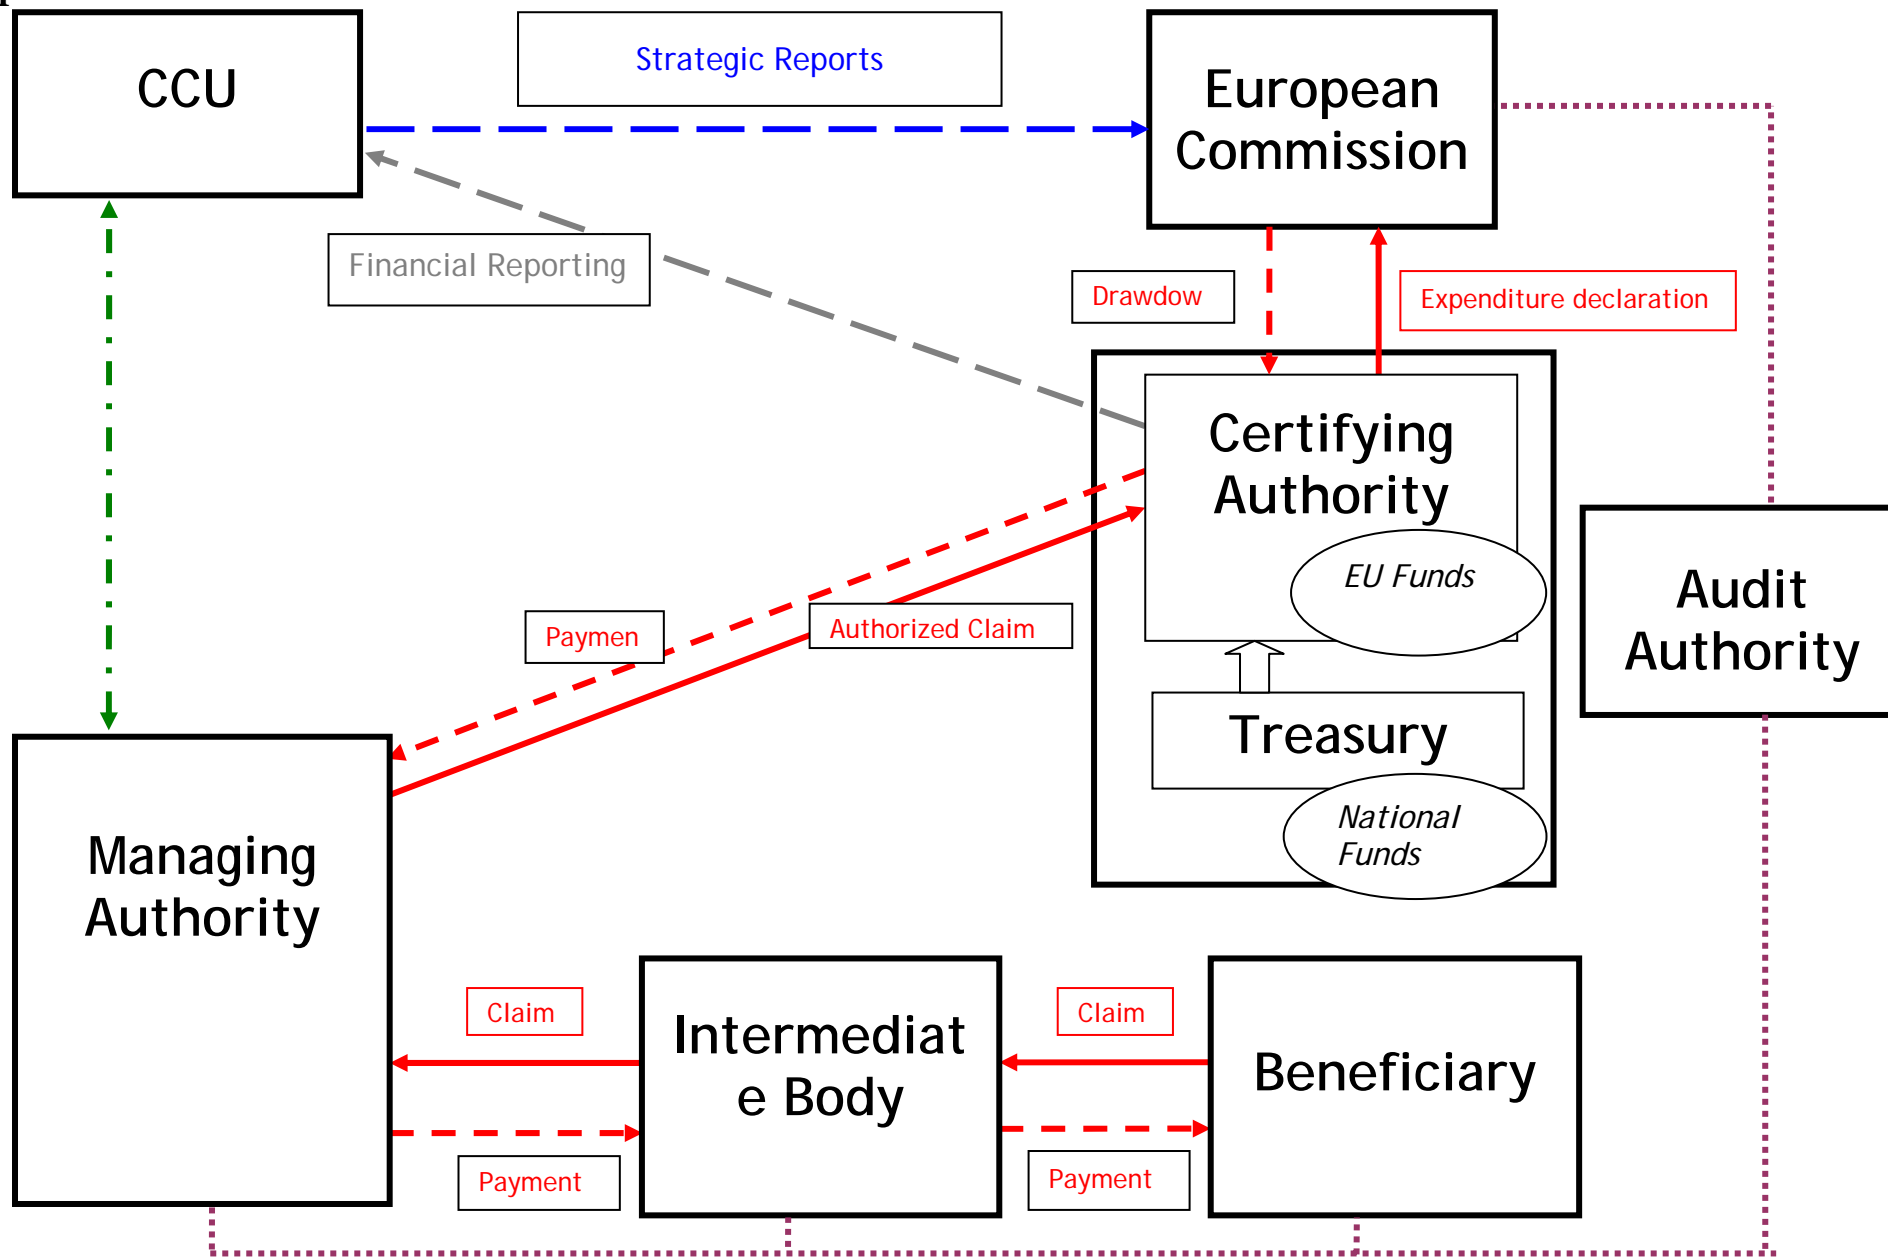 CCU
Strategic Reports
European
Commission
Financial Reporting
Drawdow
Expenditure declaration
Certifying
Authority
EU Funds
Audit
Authority
Paymen
Authorized Claim
Treasury
National
Funds
Managing
Authority
Claim
Claim
Intermediat
e Body
Beneficiary
Payment
Payment